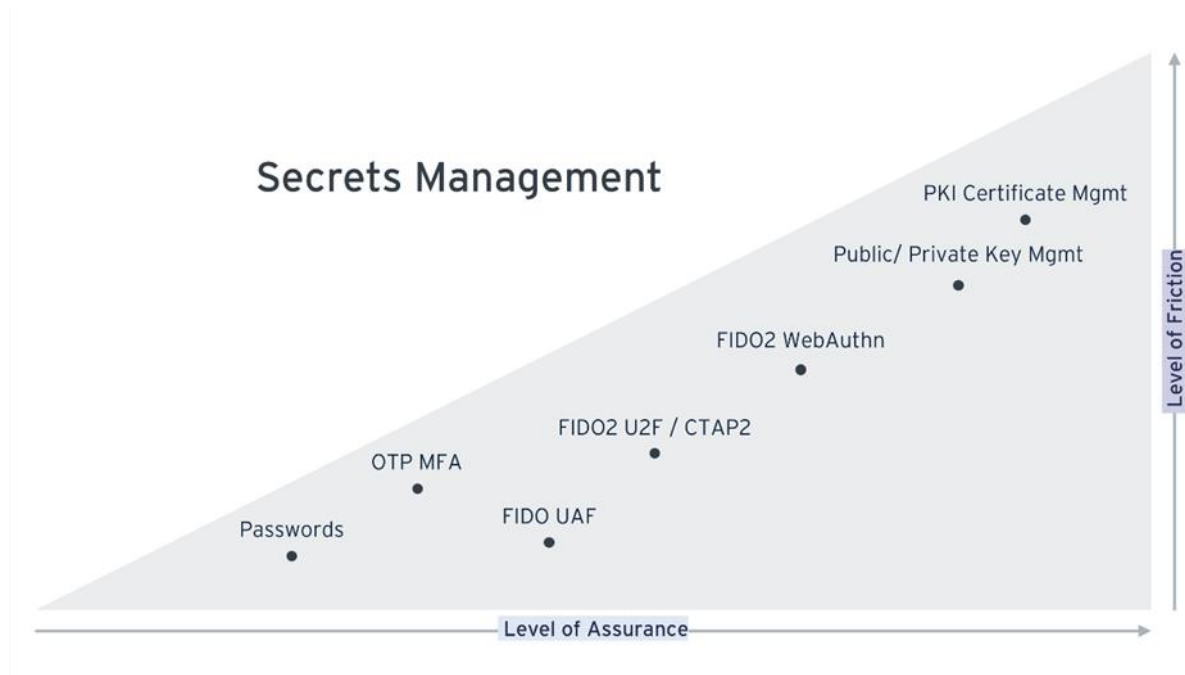 Secrets Management
PKI Certificate Mgmt
Public/ Private Key Mgmt
FIDO2 WebAuthn
FIDO2 U2F / CTAP2
OTP MFA
FIDO UAF
Passwords
Level of Friction
Level of Assurance